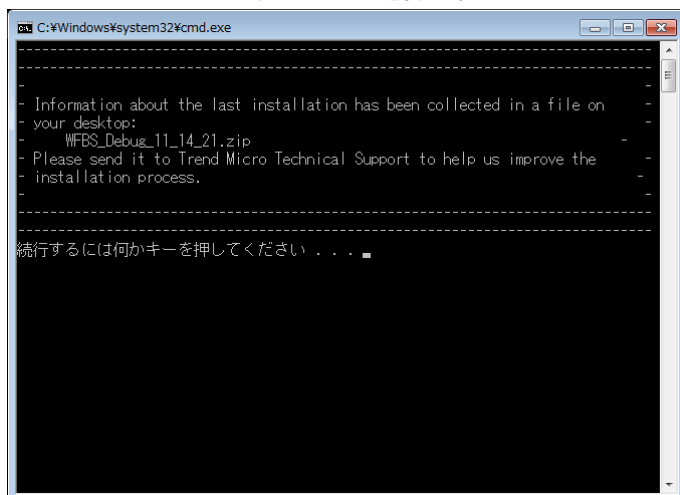 C:¥Windows¥system32¥cmd.exe
--------------------------------------------------------------------------------
--------------------------------------------------------------------------------
-                                                                              -
- Information about the last installation has been collected in a file on      -
- your desktop:                                                                -
-     WFBS_Debug_11_14_21.zip                                               -
- Please send it to Trend Micro Technical Support to help us improve the       -
- installation process.                                                       -
-                                                                              -
--------------------------------------------------------------------------------
--------------------------------------------------------------------------------
続行するには何かキーを押してください . . .